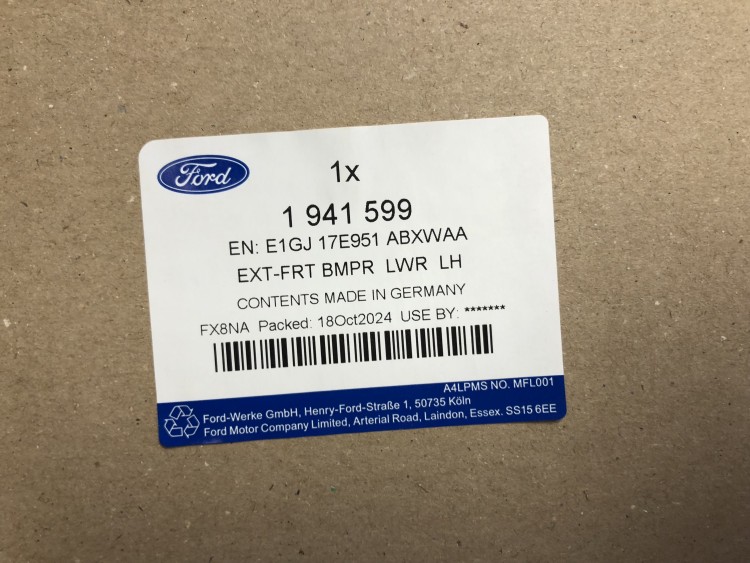 Ford
1x
1 941 599
EN: E1GJ 17E951 ABXWAA
EXT-FRT BMPR LWR LH
CONTENTS MADE IN GERMANY
FX8NA Packed: 18Oct2024 USE BY: *******
A4LPMS NO. MFL001
Ford-Werke GmbH, Henry-Ford-Straße 1, 50735 Köln
Ford Motor Company Limited, Arterial Road, Laindon, Essex. SS15 6EE